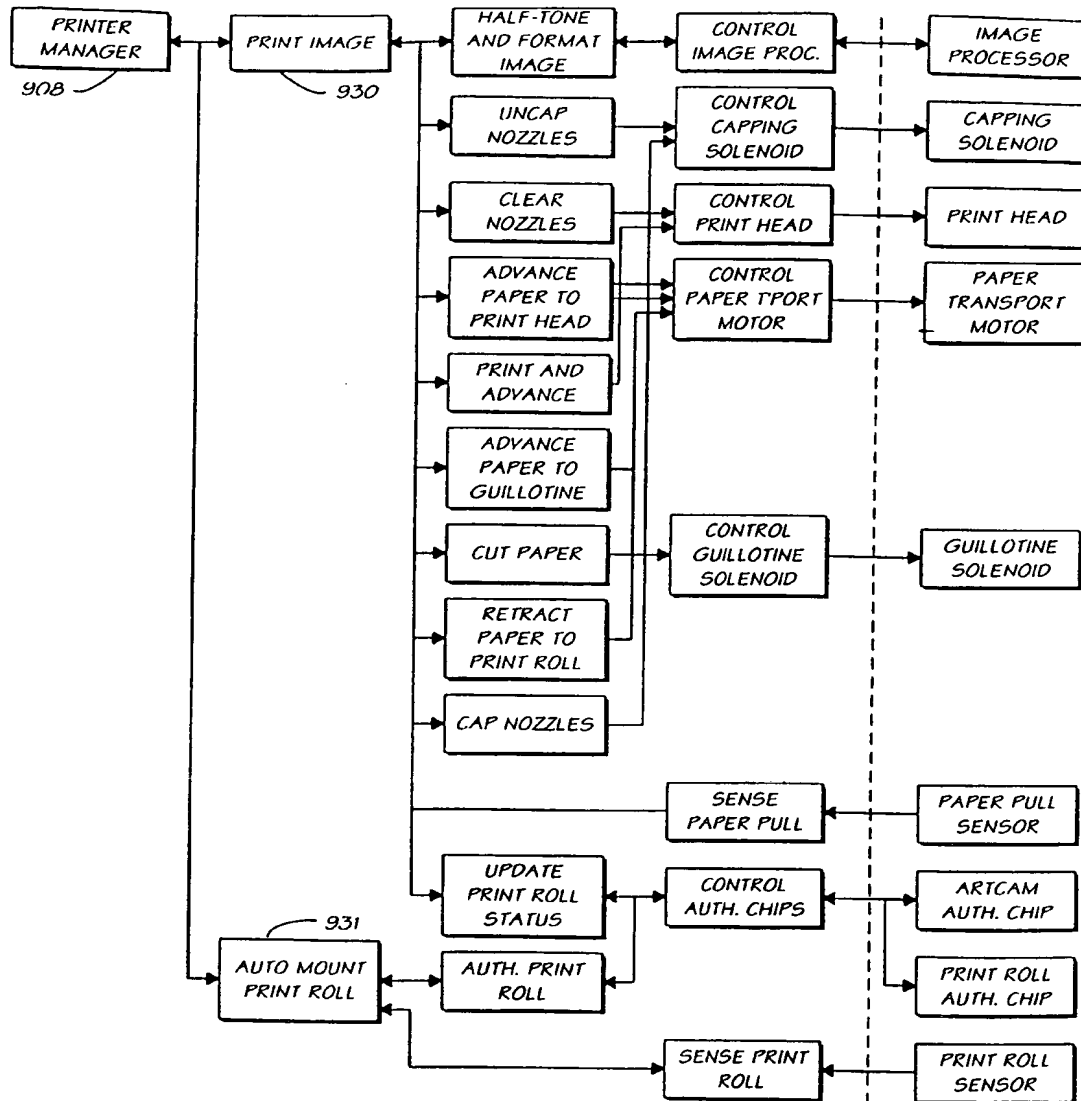 PRINTER
MANAGER
908
PRINT IMAGE
930
HALF-TONE
AND FORMAT
IMAGE
CONTROL
IMAGE PROC.
IMAGE
PROCESSOR
UNCAP
NOZZLES
CONTROL
CAPPING
SOLENOID
CAPPING
SOLENOID
CLEAR
NOZZLES
CONTROL
PRINT HEAD
PRINT HEAD
ADVANCE
PAPER TO
PRINT HEAD
CONTROL
PAPER T'PORT
MOTOR
PAPER
TRANSPORT
MOTOR
PRINT AND
ADVANCE
ADVANCE
PAPER TO
GUILLOTINE
CUT PAPER
CONTROL
GUILLOTINE
SOLENOID
GUILLOTINE
SOLENOID
RETRACT
PAPER TO
PRINT ROLL
CAP NOZZLES
SENSE
PAPER PULL
PAPER PULL
SENSOR
UPDATE
PRINT ROLL
STATUS
CONTROL
AUTH. CHIPS
ARTCAM
AUTH. CHIP
931
AUTO MOUNT
PRINT ROLL
AUTH. PRINT
ROLL
PRINT ROLL
AUTH. CHIP
SENSE PRINT
ROLL
PRINT ROLL
SENSOR